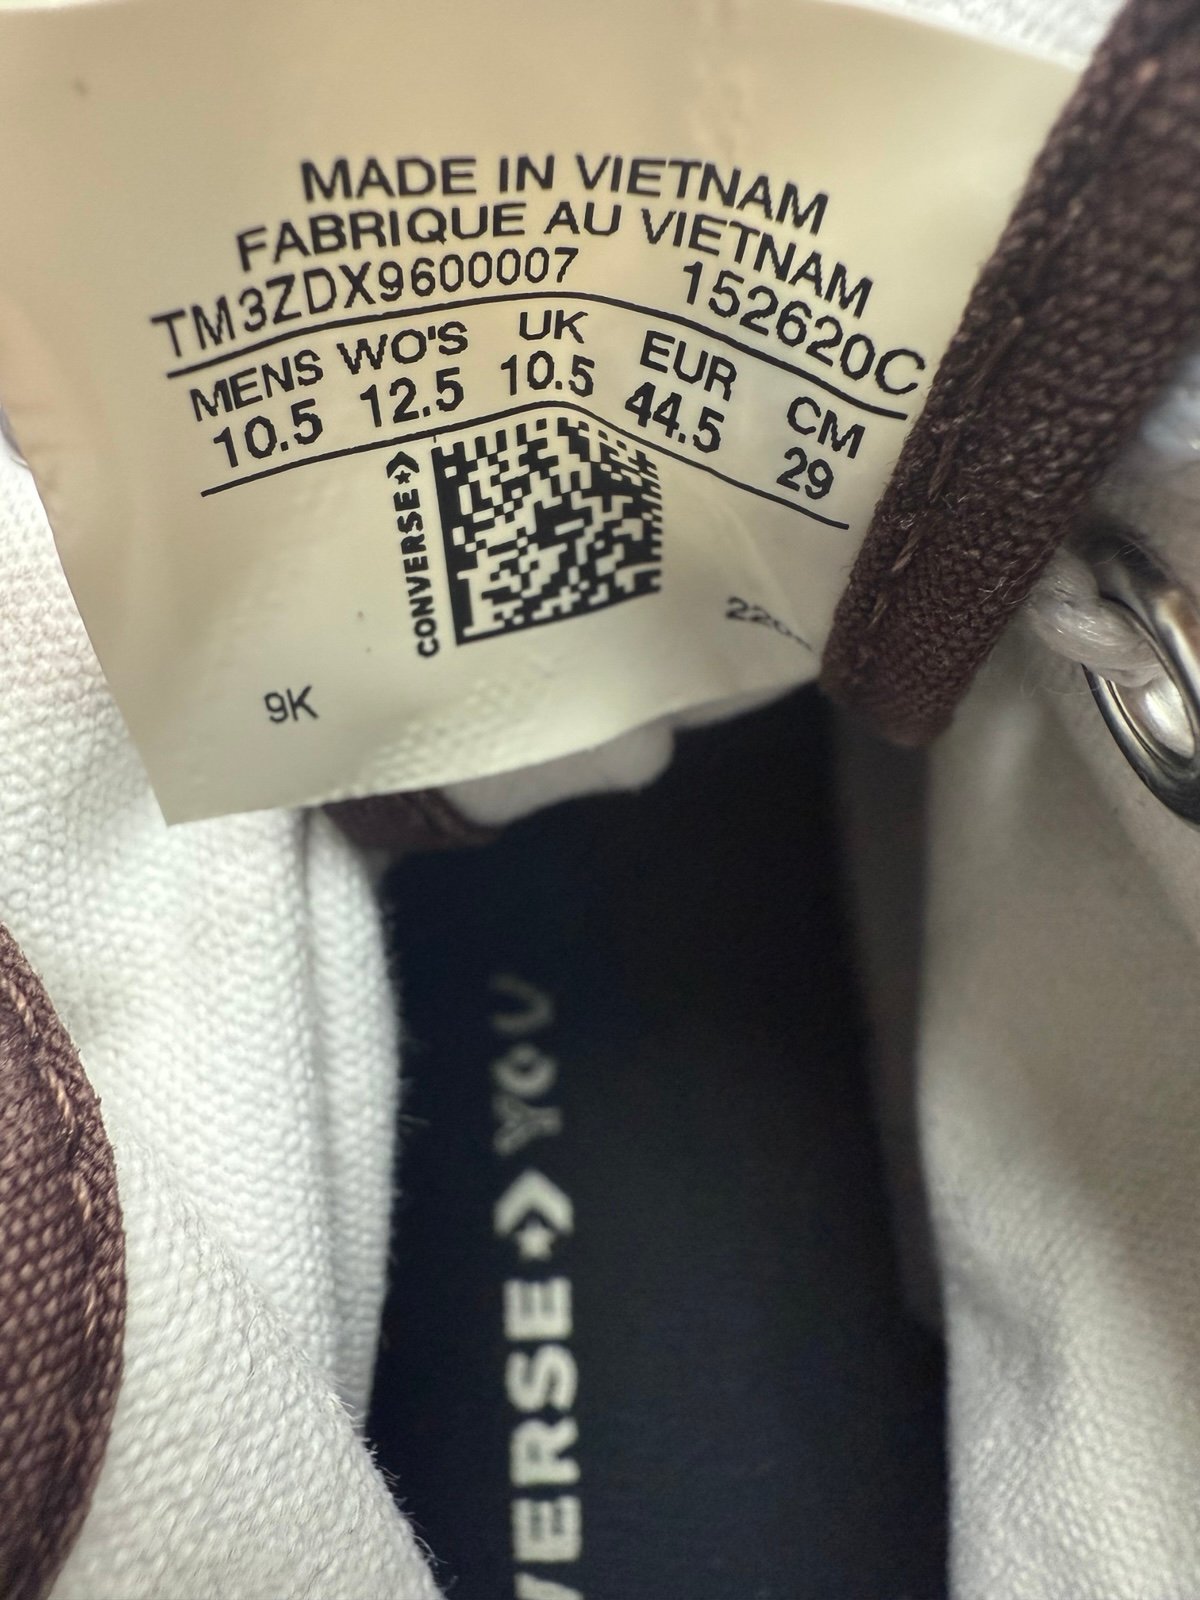 MADE IN VIETNAM
FABRIQUE AU VIETNAM
TM3ZDX9600007 152620C
MENS WO'S UK EUR CM
10.5 12.5 10.5 44.5 29
CONVERSE
9K
YOU
VERSE